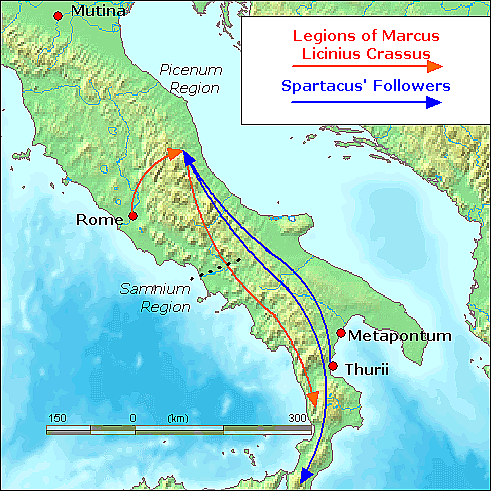 Mutina
Legions of Marcus
Licinius Crassus
Spartacus' Followers
Picenum
Region
Rome
Samnium
Region
Metapontum
Thurii
150 0 (km) 300